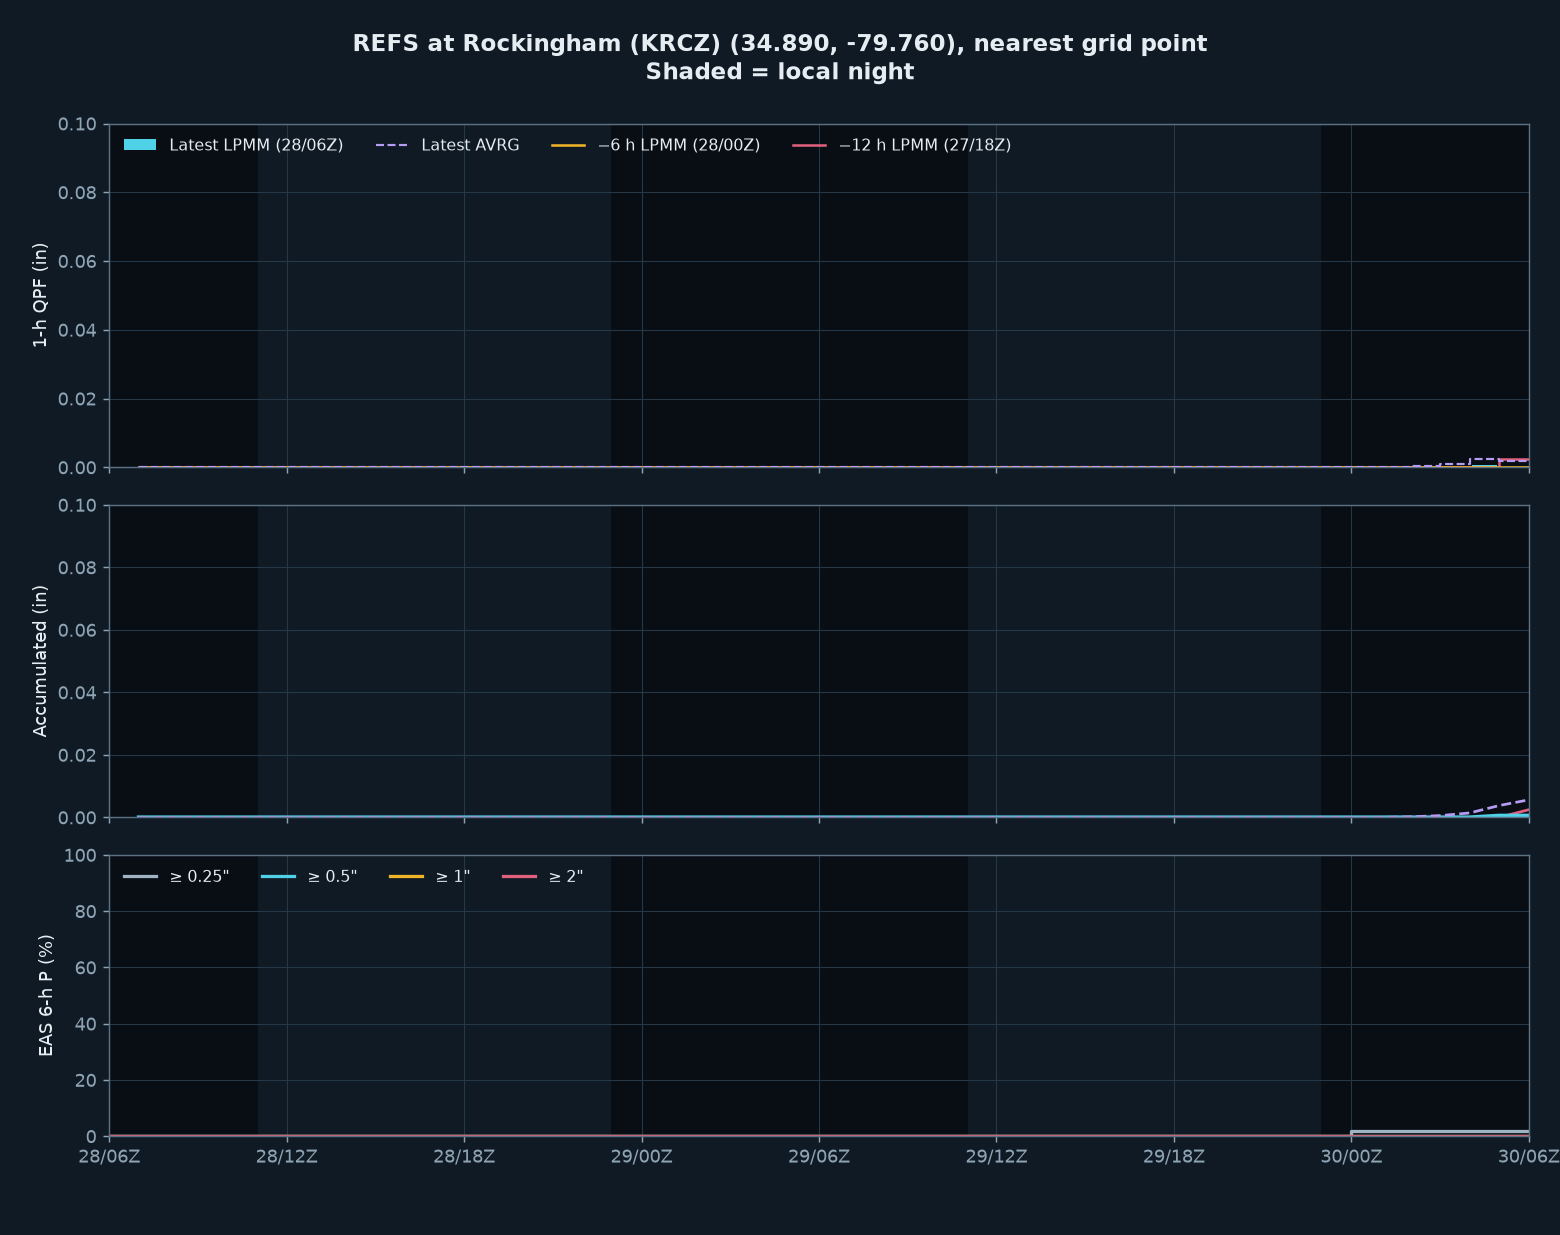 REFS at Rockingham (KRCZ) (34.890, -79.760), nearest grid point
Shaded = local night
0.10
Latest LPMM (28/06Z) Latest AVRG −6 h LPMM (28/00Z) −12 h LPMM (27/18Z)
0.08
0.06
0.04
0.02
0.00
1-h QPF (in)
0.10
0.08
0.06
0.04
0.02
0.00
Accumulated (in)
100
≥ 0.25" ≥ 0.5" ≥ 1" ≥ 2"
80
60
40
20
0
EAS 6-h P (%)
28/06Z 28/12Z 28/18Z 29/00Z 29/06Z 29/12Z 29/18Z 30/00Z 30/06Z